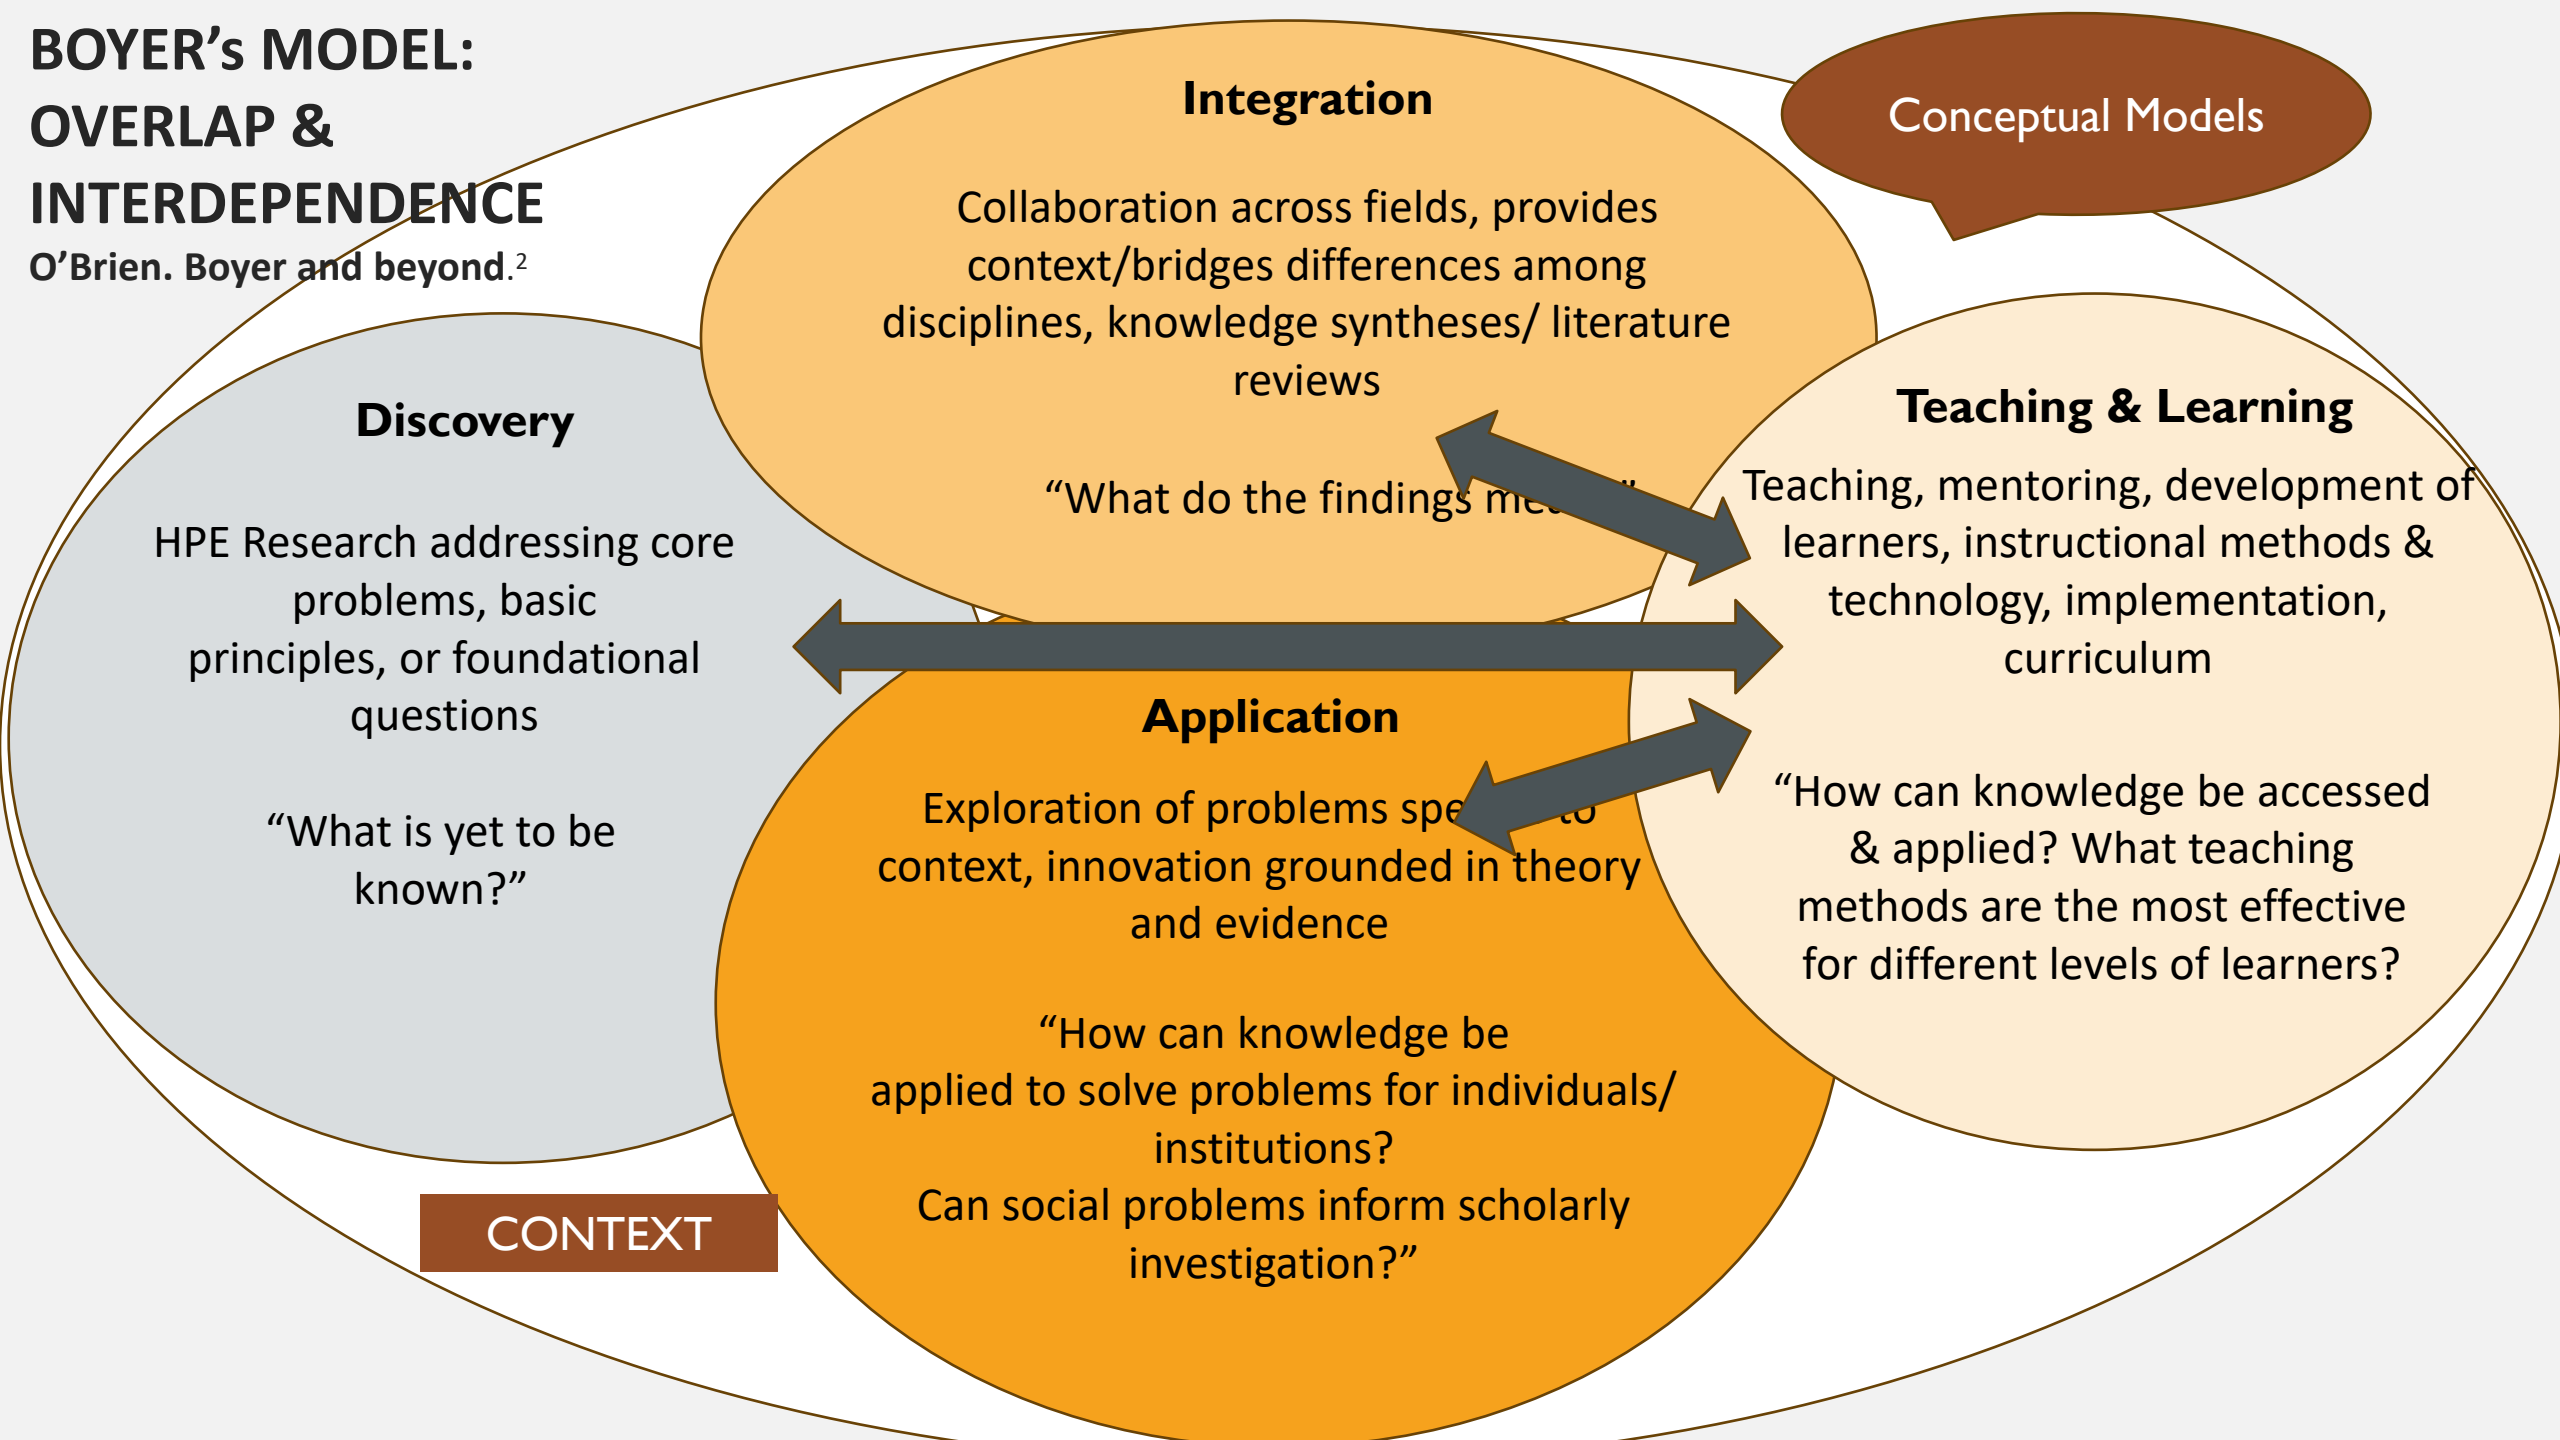 BOYER’s MODEL:
OVERLAP &
INTERDEPENDENCE
O’Brien. Boyer and beyond.²
Integration
Collaboration across fields, provides
context/bridges differences among
disciplines, knowledge syntheses/ literature
reviews
“What do the findings
Conceptual Models
Discovery
HPE Research addressing core
problems, basic
principles, or foundational
questions
“What is yet to be
known?”
Teaching & Learning
Teaching, mentoring, development of
learners, instructional methods &
technology, implementation,
curriculum
“How can knowledge be accessed
& applied? What teaching
methods are the most effective
for different levels of learners?
Application
Exploration of problems to
context, innovation grounded in theory
and evidence
“How can knowledge be
applied to solve problems for individuals/
institutions?
Can social problems inform scholarly
investigation?”
CONTEXT